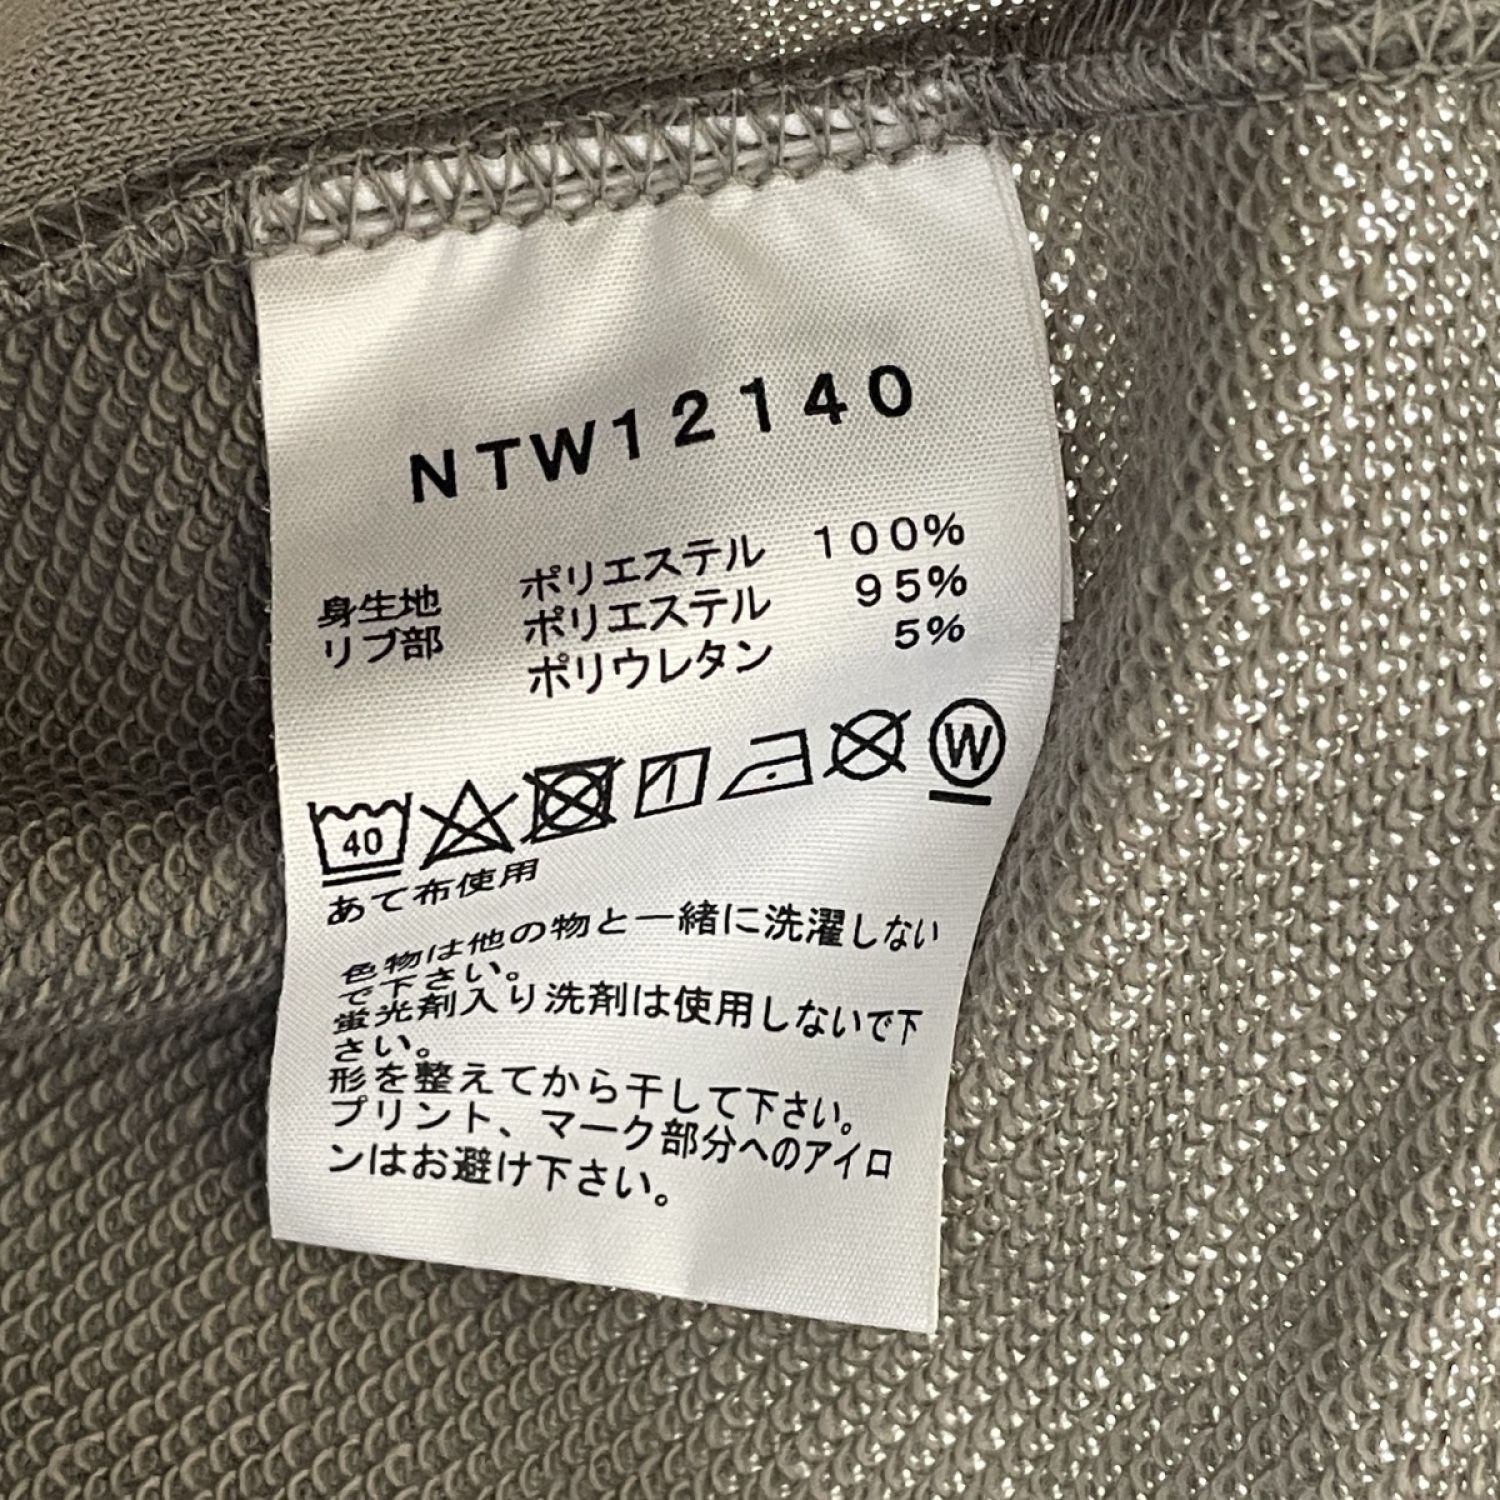 NTW12140
身生地 ポリエステル 100%
リブ部 ポリエステル 95%
ポリウレタン 5%
40 W
あて布使用
色物は他の物と一緒に洗濯しない
で下さい。
蛍光剤入り洗剤は使用しないで下
さい。
形を整えてから干して下さい。
プリント、マーク部分へのアイロ
ンはお避け下さい。